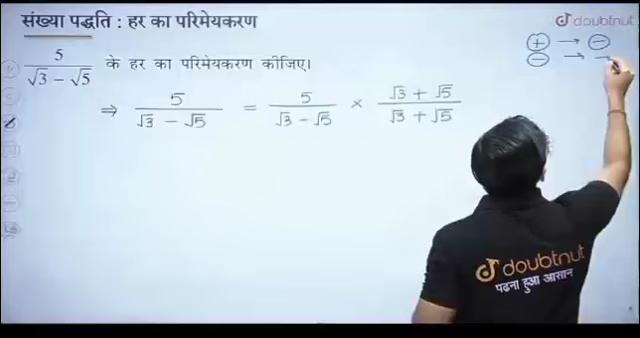 संख्या पद्धति : हर का परिमेयकरण
doubtnut
5 / (√3 − √5) के हर का परिमेयकरण कीजिए।
⊕ → ⊖
⊖ →
⇒ 5 / (√3 − √5) = 5 / (√3 − √5) × (√3 + √5) / (√3 + √5)
doubtnut
पढ़ना हुआ आसान